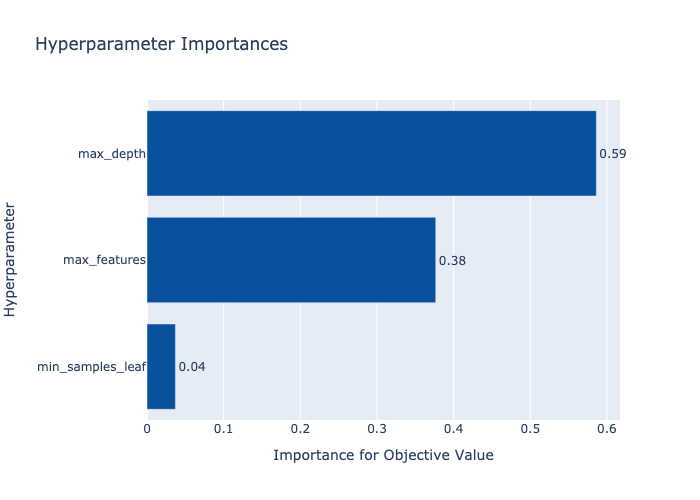 Hyperparameter Importances
Hyperparameter
max_depth
0.59
max_features
0.38
min_samples_leaf
0.04
0 0.1 0.2 0.3 0.4 0.5 0.6
Importance for Objective Value